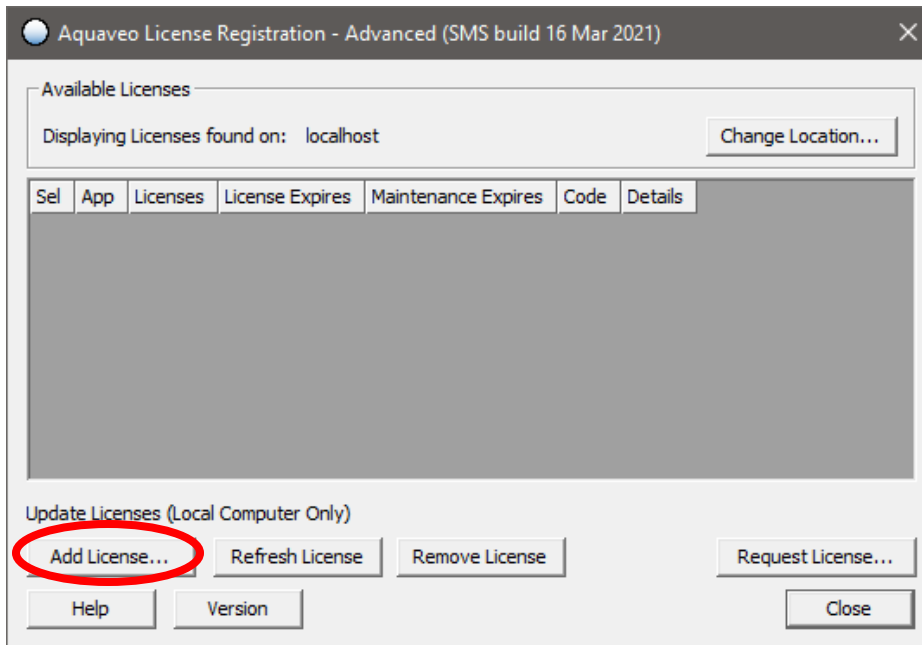 Aquaveo License Registration - Advanced (SMS build 16 Mar 2021)
Available Licenses
Displaying Licenses found on: localhost Change Location...
Sel App Licenses License Expires Maintenance Expires Code Details
Update Licenses (Local Computer Only)
Add License... Refresh License Remove License Request License...
Help Version Close